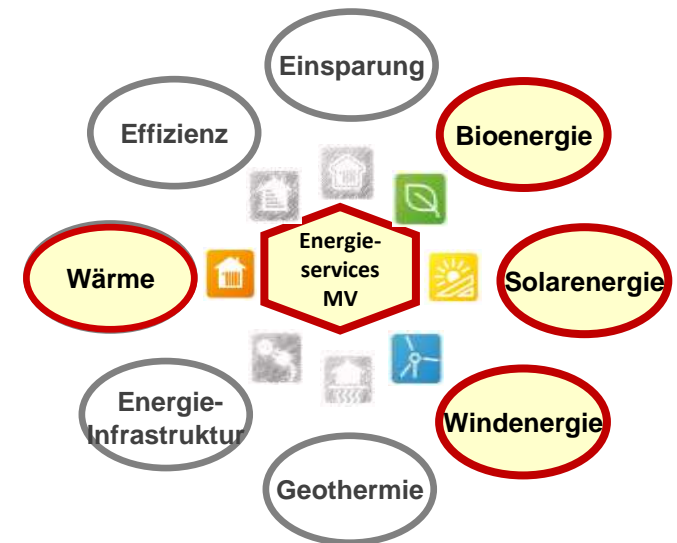 Einsparung
Effizienz
Bioenergie
Energie-
services
MV
Wärme
Solarenergie
Energie-
Infrastruktur
Windenergie
Geothermie